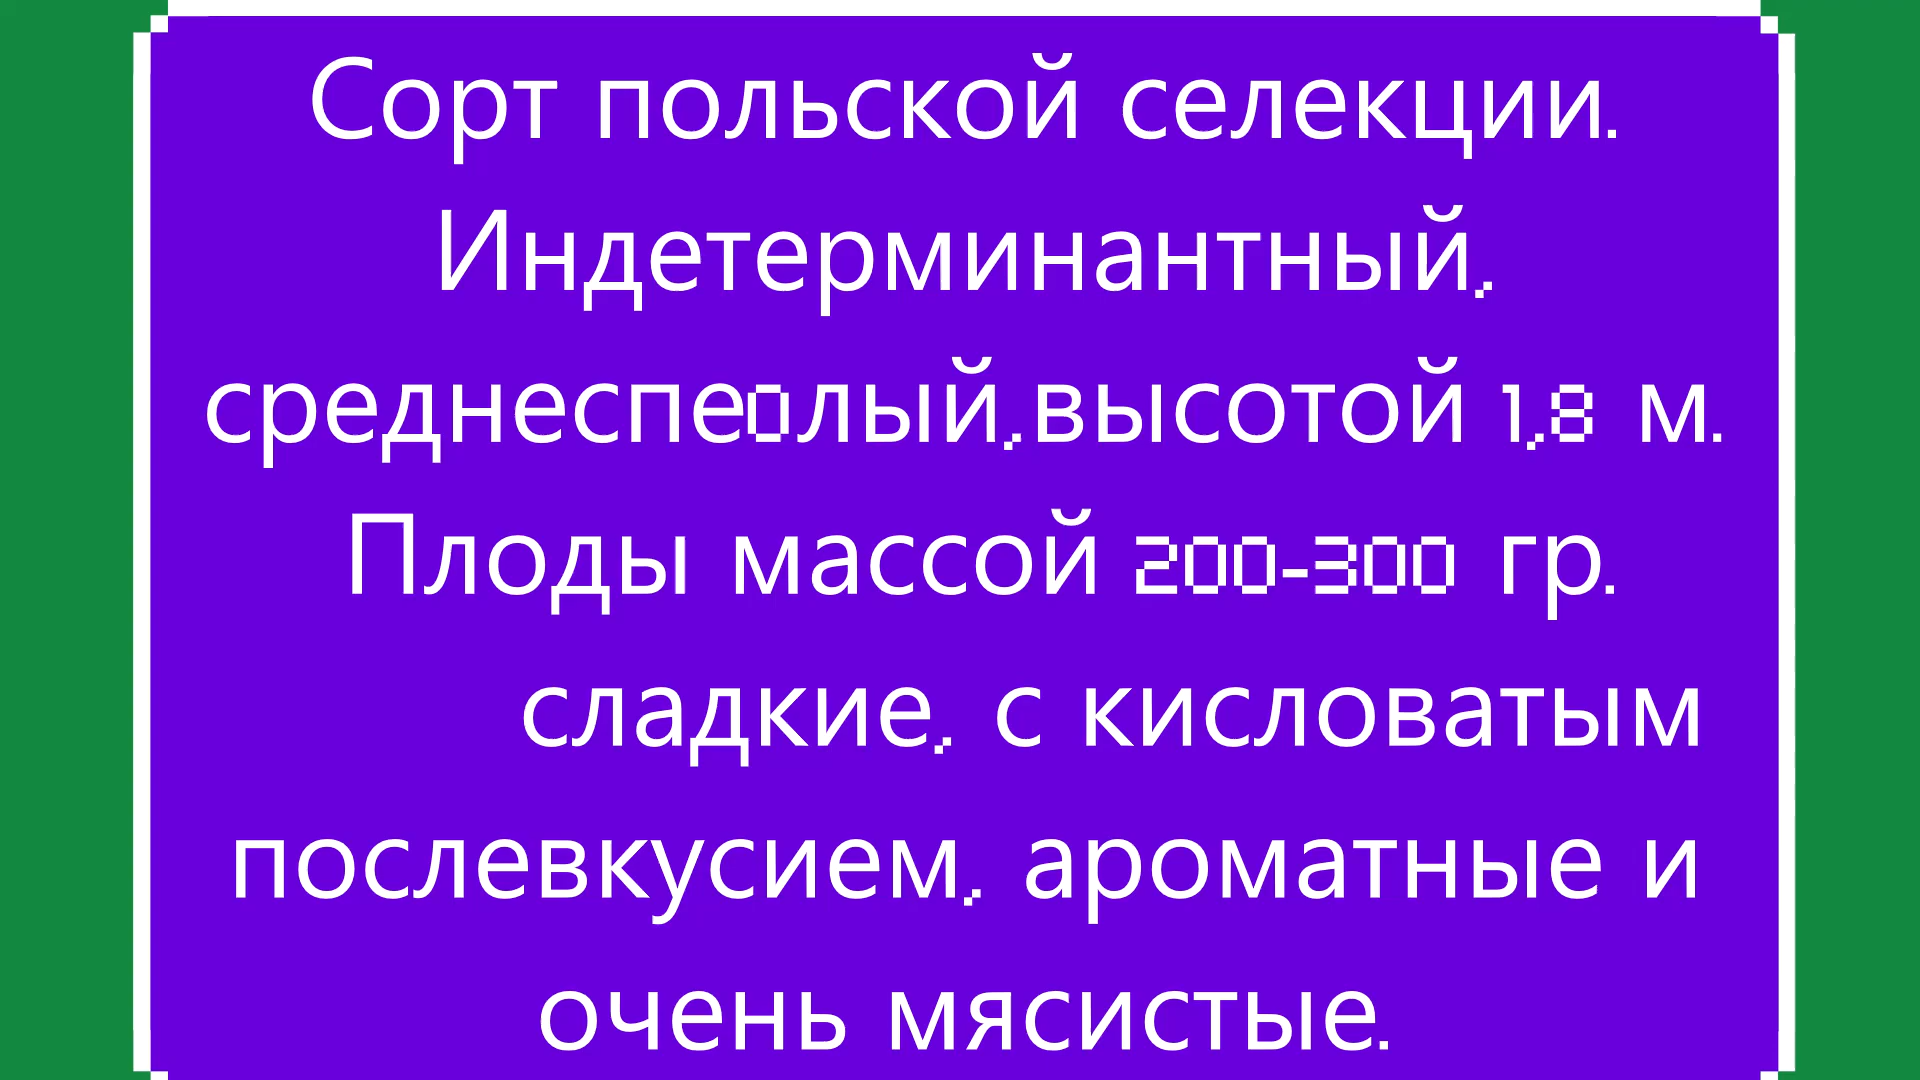 Сорт польской селекции.
Индетерминантный,
среднеспе▯лый,высотой 1,8 м.
Плоды массой 200-300 гр.
сладкие, с кисловатым
послевкусием, ароматные и
очень мясистые.